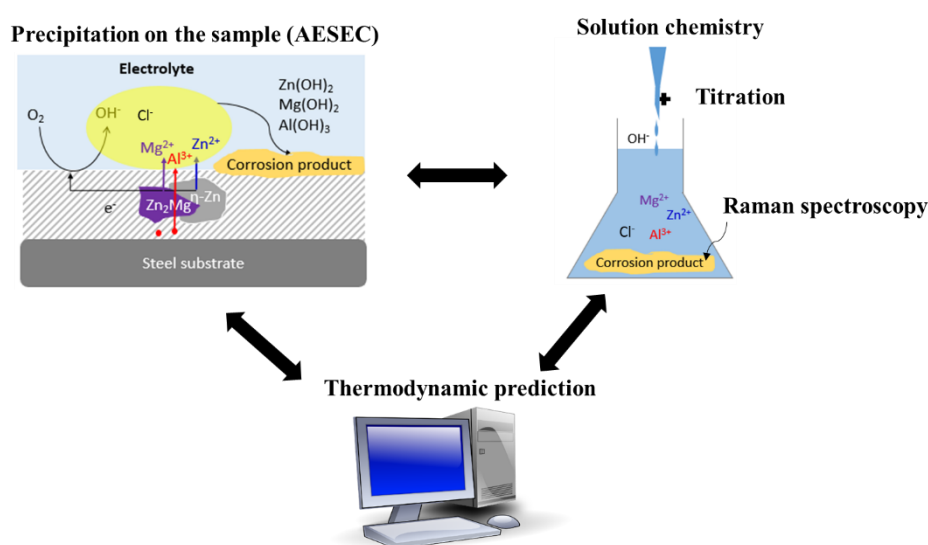 Precipitation on the sample (AESEC)
Electrolyte
O₂
OH⁻
Cl⁻
Zn(OH)₂
Mg(OH)₂
Al(OH)₃
Mg²⁺
Al³⁺
Zn²⁺
Corrosion product
e⁻
Zn₂Mg
η-Zn
Steel substrate
Solution chemistry
Titration
OH⁻
Mg²⁺
Zn²⁺
Cl⁻
Al³⁺
Raman spectroscopy
Corrosion product
Thermodynamic prediction